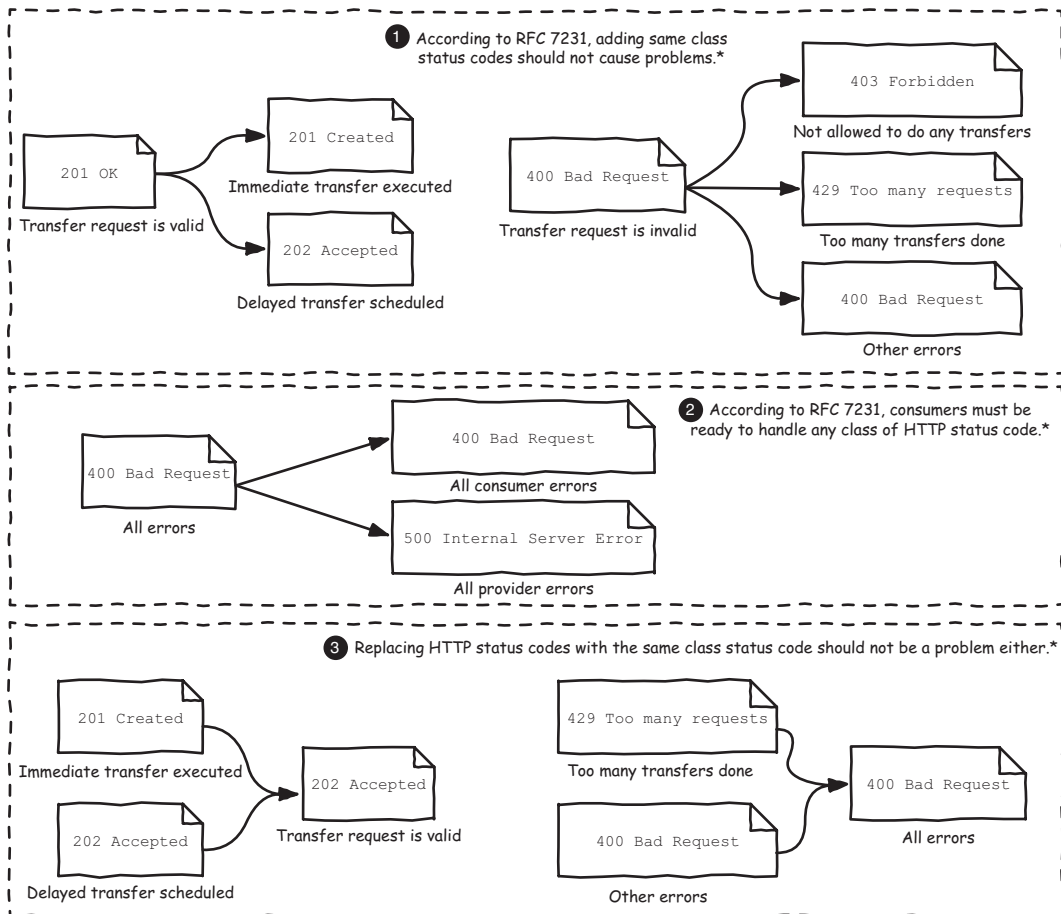 1 According to RFC 7231, adding same class
status codes should not cause problems.*
201 OK
Transfer request is valid
201 Created
Immediate transfer executed
202 Accepted
Delayed transfer scheduled
400 Bad Request
Transfer request is invalid
403 Forbidden
Not allowed to do any transfers
429 Too many requests
Too many transfers done
400 Bad Request
Other errors
2 According to RFC 7231, consumers must be
ready to handle any class of HTTP status code.*
400 Bad Request
All errors
400 Bad Request
All consumer errors
500 Internal Server Error
All provider errors
3 Replacing HTTP status codes with the same class status code should not be a problem either.*
201 Created
Immediate transfer executed
202 Accepted
Delayed transfer scheduled
202 Accepted
Transfer request is valid
429 Too many requests
Too many transfers done
400 Bad Request
Other errors
400 Bad Request
All errors